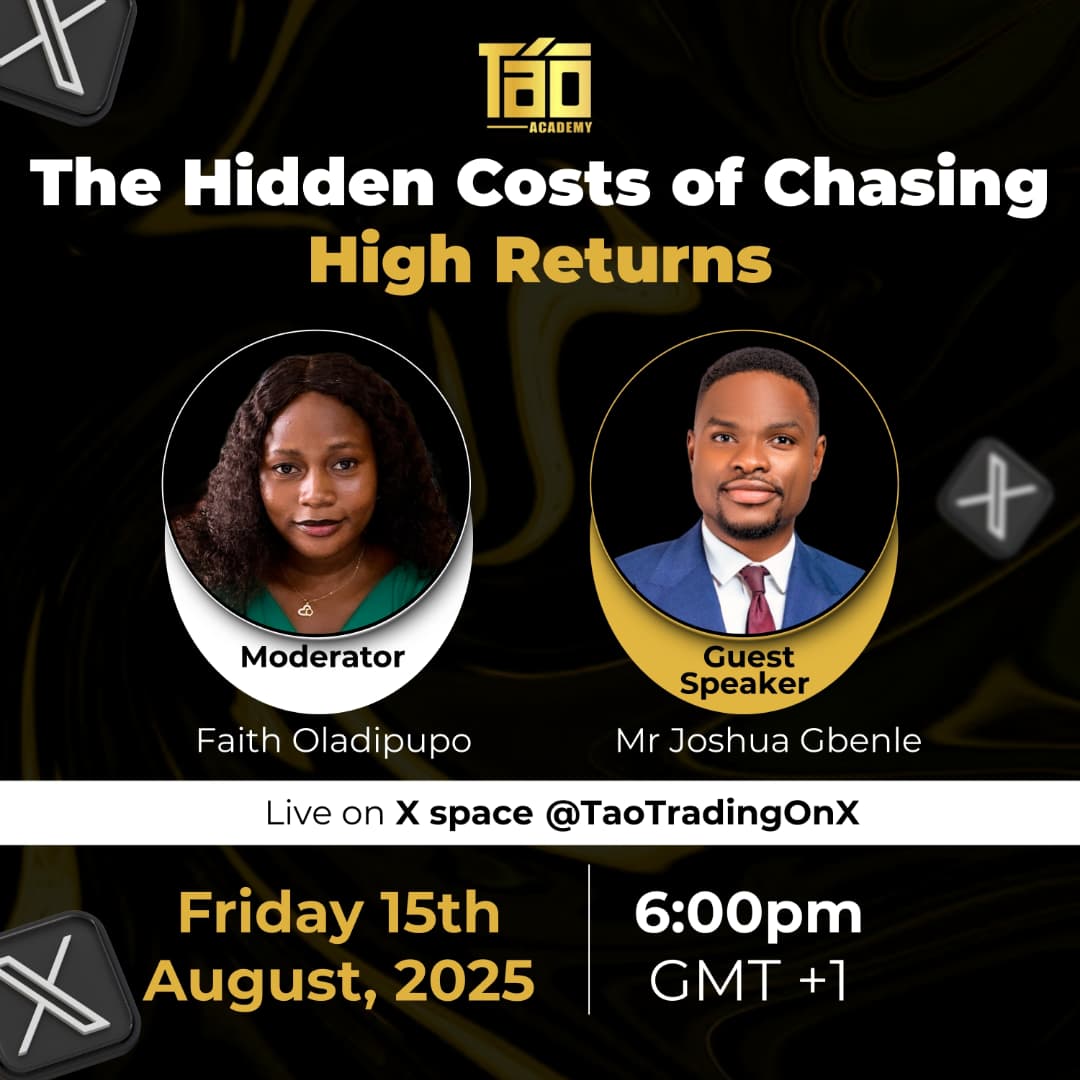 Tao
ACADEMY
The Hidden Costs of Chasing
High Returns
Moderator
Guest
Speaker
Faith Oladipupo
Mr Joshua Gbenle
Live on X space @TaoTradingOnX
Friday 15th
August, 2025
6:00pm
GMT +1